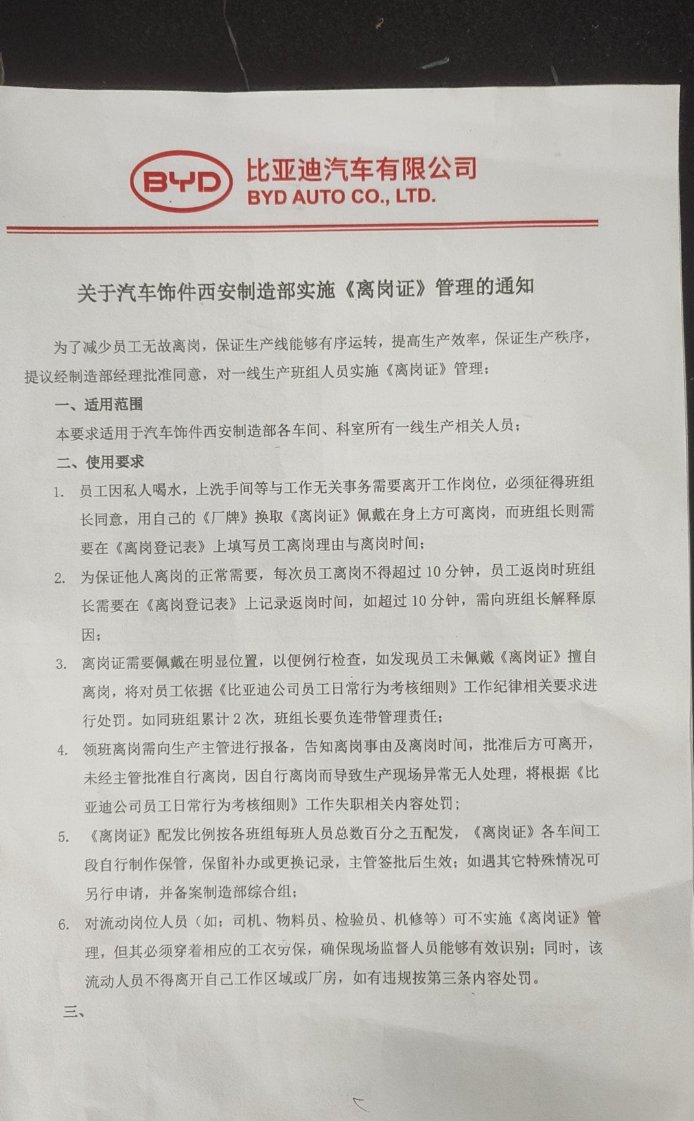 BYD
比亚迪汽车有限公司
BYD AUTO CO., LTD.
关于汽车饰件西安制造部实施《离岗证》管理的通知
为了减少员工无故离岗，保证生产线能够有序运转，提高生产效率，保证生产秩序，
提议经制造部经理批准同意，对一线生产班组人员实施《离岗证》管理；
一、适用范围
本要求适用于汽车饰件西安制造部各车间、科室所有一线生产相关人员；
二、使用要求
1. 员工因私人喝水，上洗手间等与工作无关事务需要离开工作岗位，必须征得班组
长同意，用自己的《厂牌》换取《离岗证》佩戴在身上方可离岗，而班组长则需
要在《离岗登记表》上填写员工离岗理由与离岗时间；
2. 为保证他人离岗的正常需要，每次员工离岗不得超过 10 分钟，员工返岗时班组
长需要在《离岗登记表》上记录返岗时间，如超过 10 分钟，需向班组长解释原
因；
3. 离岗证需要佩戴在明显位置，以便例行检查，如发现员工未佩戴《离岗证》擅自
离岗，将对员工依据《比亚迪公司员工日常行为考核细则》工作纪律相关要求进
行处罚。如同班组累计 2 次，班组长要负连带管理责任；
4. 领班离岗需向生产主管进行报备，告知离岗事由及离岗时间，批准后方可离开，
未经主管批准自行离岗，因自行离岗而导致生产现场异常无人处理，将根据《比
亚迪公司员工日常行为考核细则》工作失职相关内容处罚；
5. 《离岗证》配发比例按各班组每班人员总数百分之五配发，《离岗证》各车间工
段自行制作保管，保留补办或更换记录，主管签批后生效；如遇其它特殊情况可
另行申请，并备案制造部综合组；
6. 对流动岗位人员（如；司机、物料员、检验员、机修等）可不实施《离岗证》管
理，但其必须穿着相应的工衣劳保，确保现场监督人员能够有效识别；同时，该
流动人员不得离开自己工作区域或厂房，如有违规按第三条内容处罚。
三、